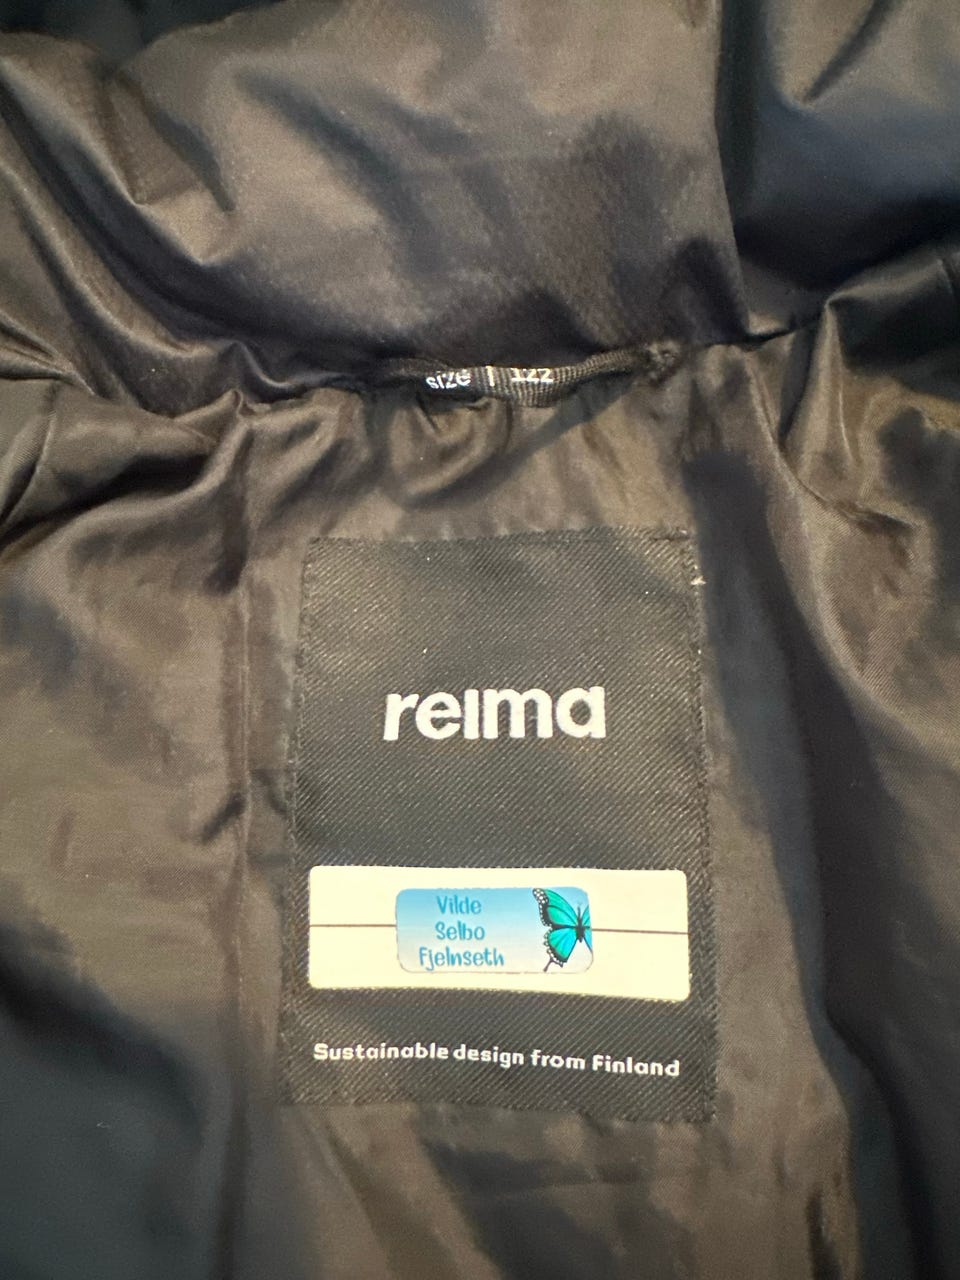 size | 122
reima
Vilde
Selbo
Fjelnseth
Sustainable design from Finland